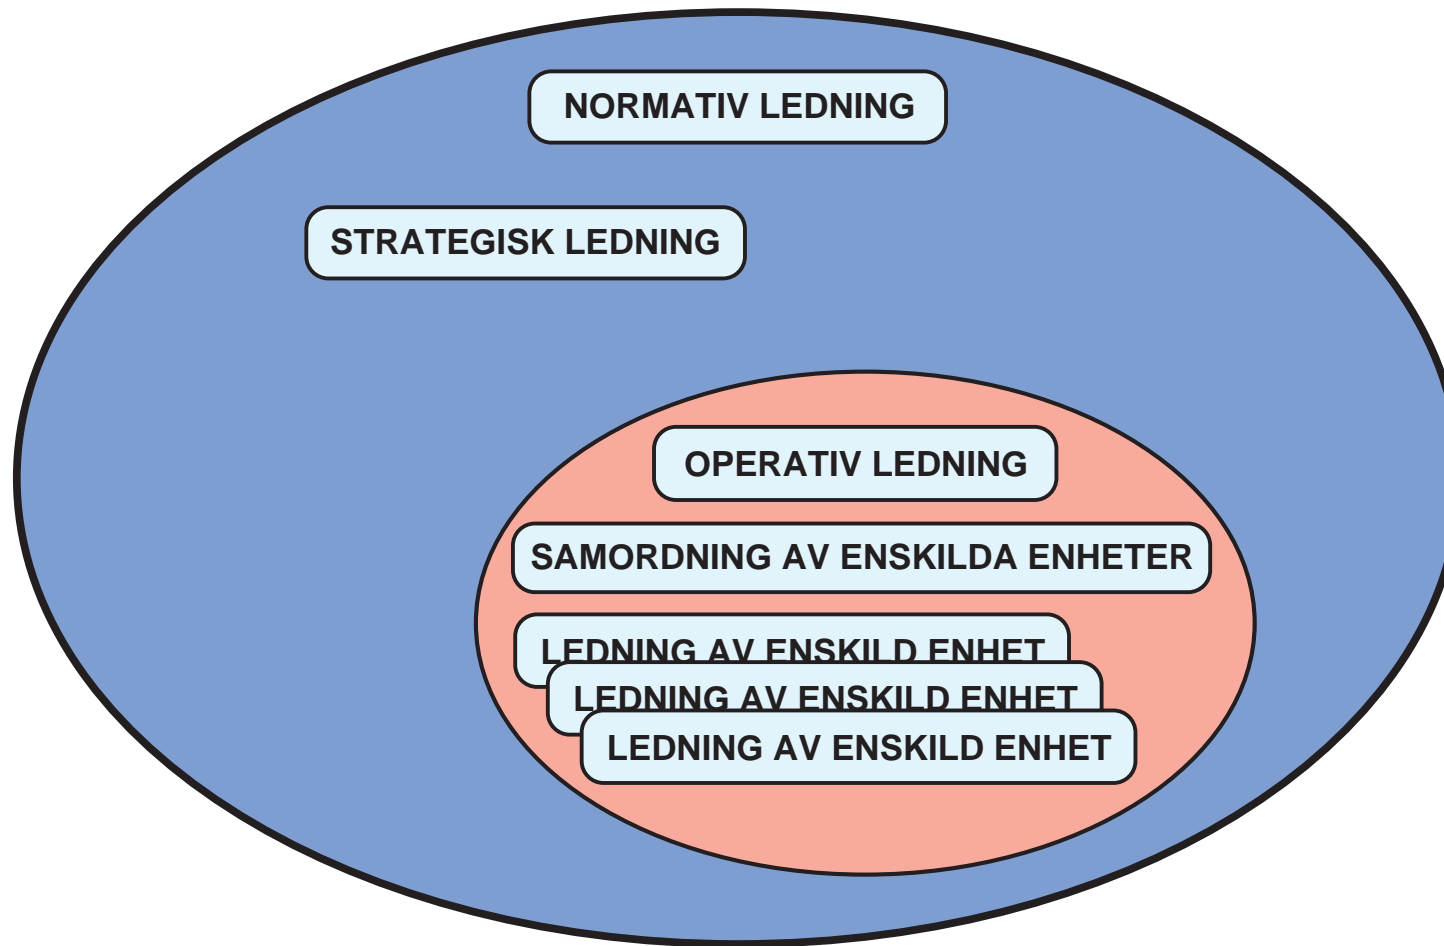 NORMATIV LEDNING
STRATEGISK LEDNING
OPERATIV LEDNING
SAMORDNING AV ENSKILDA ENHETER
LEDNING AV ENSKILD ENHET
LEDNING AV ENSKILD ENHET
LEDNING AV ENSKILD ENHET